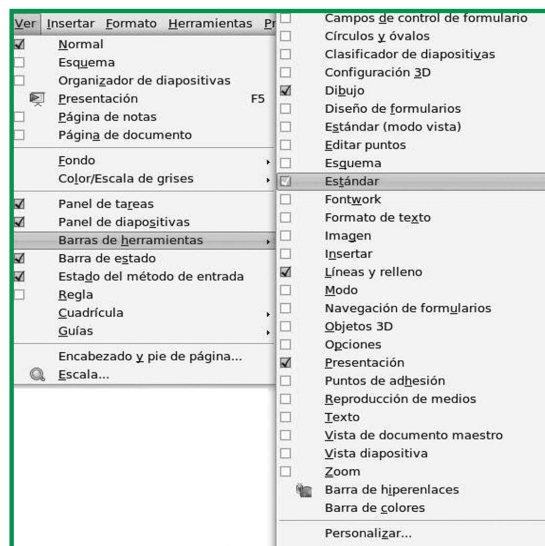 Ver Insertar Formato Herramientas Pr
Normal
Esquema
Organizador de diapositivas
Presentación F5
Página de notas
Página de documento
Fondo
Color/Escala de grises
Panel de tareas
Panel de diapositivas
Barras de herramientas
Barra de estado
Estado del método de entrada
Regla
Cuadrícula
Guías
Encabezado y pie de página...
Escala...
Campos de control de formulario
Círculos y óvalos
Clasificador de diapositivas
Configuración 3D
Dibujo
Diseño de formularios
Estándar (modo vista)
Editar puntos
Esquema
Estándar
Fontwork
Formato de texto
Imagen
Insertar
Líneas y relleno
Modo
Navegación de formularios
Objetos 3D
Opciones
Presentación
Puntos de adhesión
Reproducción de medios
Texto
Vista de documento maestro
Vista diapositiva
Zoom
Barra de hiperenlaces
Barra de colores
Personalizar...